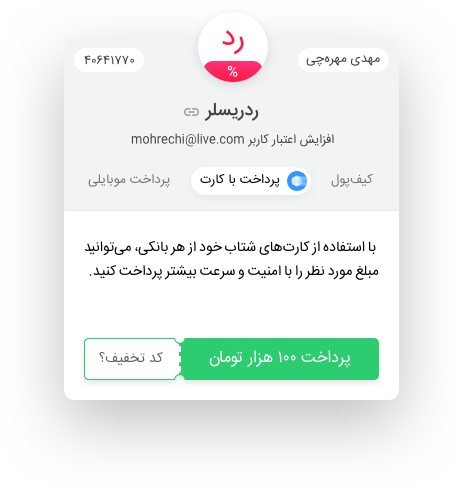 رد
٪
مهدی مهره‌چی
۴۰۶۴۱۷۷۰
ردریسلر
افزایش اعتبار کاربر mohrechi@live.com
کیف‌پول
پرداخت با کارت
پرداخت موبایلی
با استفاده از کارت‌های شتاب خود از هر بانکی، می‌توانید
مبلغ مورد نظر را با امنیت و سرعت بیشتر پرداخت کنید.
پرداخت ۱۰۰ هزار تومان
کد تخفیف؟